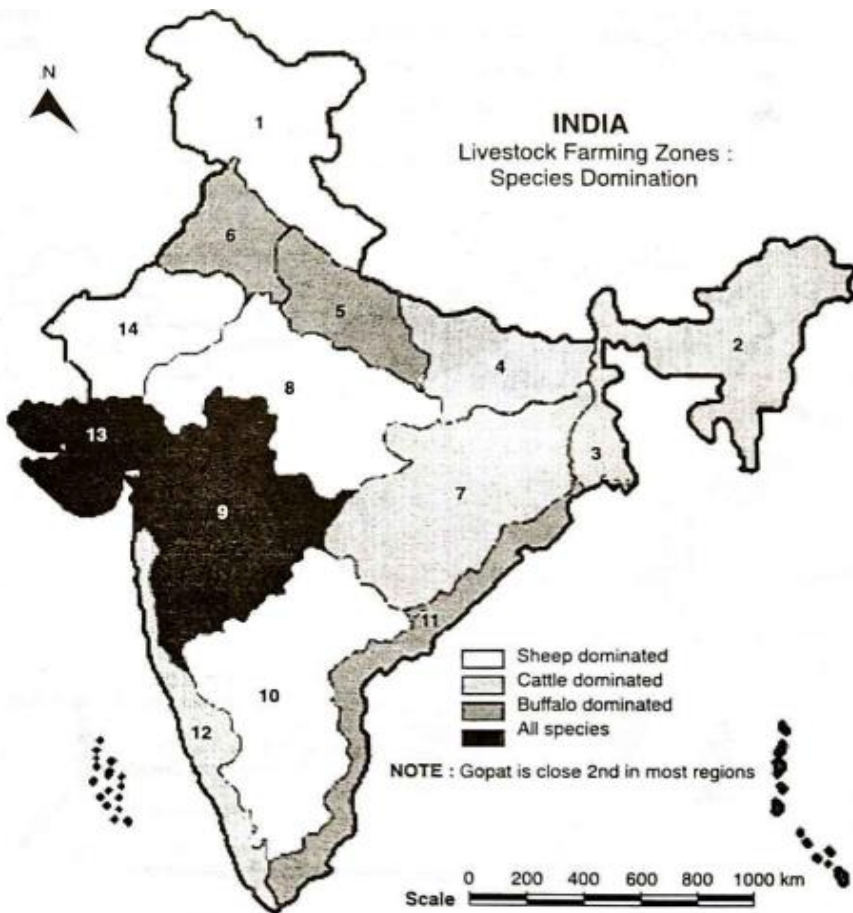 N
INDIA
Livestock Farming Zones :
Species Domination
1
6
5
14
4
2
8
13
3
7
9
11
10
12
Sheep dominated
Cattle dominated
Buffalo dominated
All species
NOTE : Gopat is close 2nd in most regions
0 200 400 600 800 1000 km
Scale